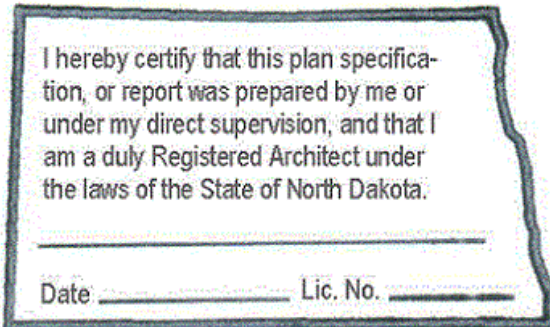 I hereby certify that this plan specifica-
tion, or report was prepared by me or
under my direct supervision, and that I
am a duly Registered Architect under
the laws of the State of North Dakota.
Date Lic. No.